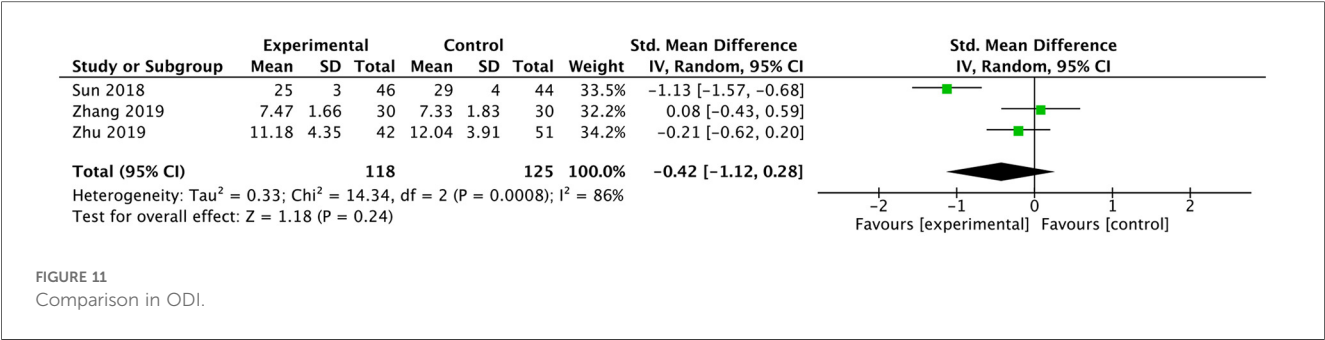 Experimental Control Std. Mean Difference Std. Mean Difference
Study or Subgroup Mean SD Total Mean SD Total Weight IV, Random, 95% CI IV, Random, 95% CI
Sun 2018 25 3 46 29 4 44 33.5% −1.13 [−1.57, −0.68]
Zhang 2019 7.47 1.66 30 7.33 1.83 30 32.2% 0.08 [−0.43, 0.59]
Zhu 2019 11.18 4.35 42 12.04 3.91 51 34.2% −0.21 [−0.62, 0.20]
Total (95% CI) 118 125 100.0% −0.42 [−1.12, 0.28]
Heterogeneity: Tau² = 0.33; Chi² = 14.34, df = 2 (P = 0.0008); I² = 86%
Test for overall effect: Z = 1.18 (P = 0.24)
−2 −1 0 1 2
Favours [experimental] Favours [control]
FIGURE 11
Comparison in ODI.